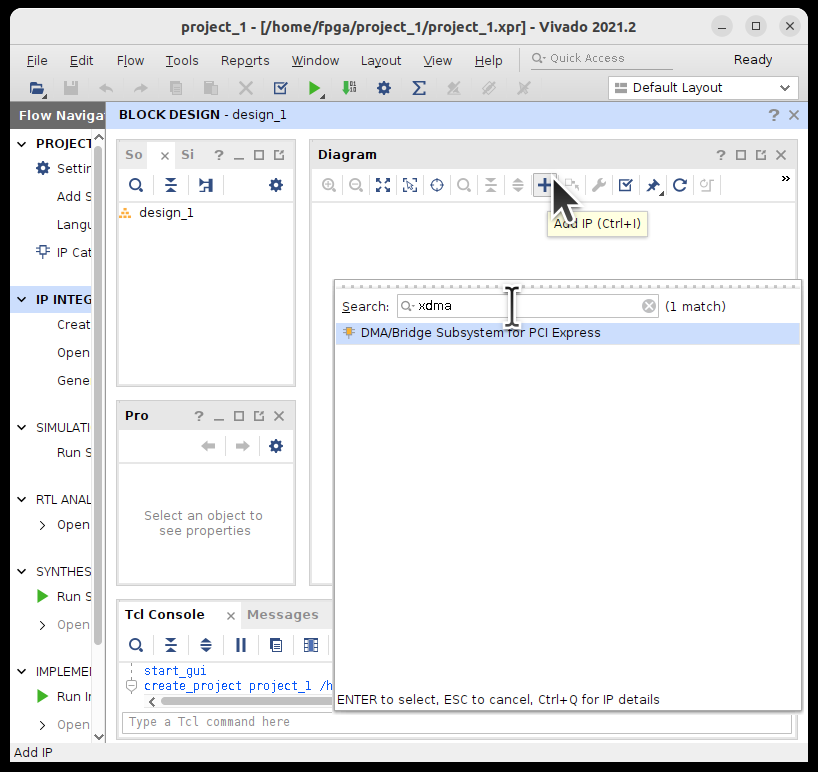 project_1 - [/home/fpga/project_1/project_1.xpr] - Vivado 2021.2
File Edit Flow Tools Reports Window Layout View Help Quick Access Ready
Default Layout
Flow Naviga
BLOCK DESIGN - design_1 ?
PROJECT
Settin
Add S
Langu
IP Cat
IP INTEG
Creat
Open
Gene
SIMULATI
Run S
RTL ANAL
Open
SYNTHES
Run S
Open
IMPLEMEI
Run Ir
Open
So Si ?
design_1
Pro ?
Select an object to
see properties
Diagram ?
»
Add IP (Ctrl+I)
Search: xdma (1 match)
DMA/Bridge Subsystem for PCI Express
ENTER to select, ESC to cancel, Ctrl+Q for IP details
Tcl Console Messages
start_gui
create_project project_1 /h
Type a Tcl command here
Add IP